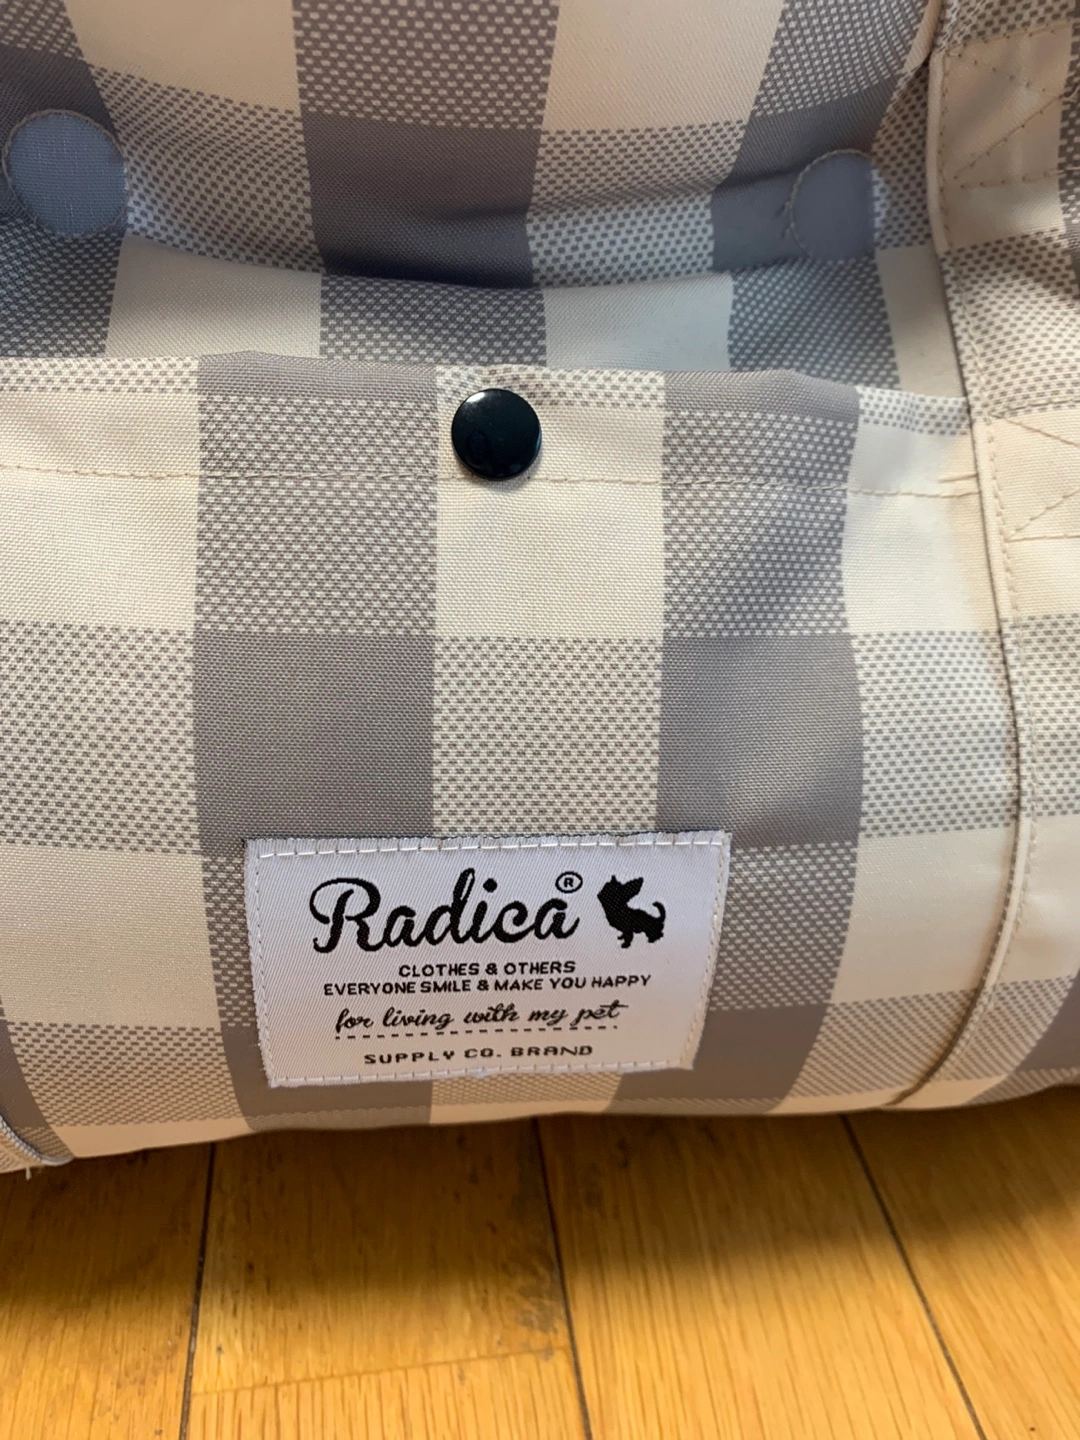 Radica®
CLOTHES & OTHERS
EVERYONE SMILE & MAKE YOU HAPPY
for living with my pet
SUPPLY CO. BRAND